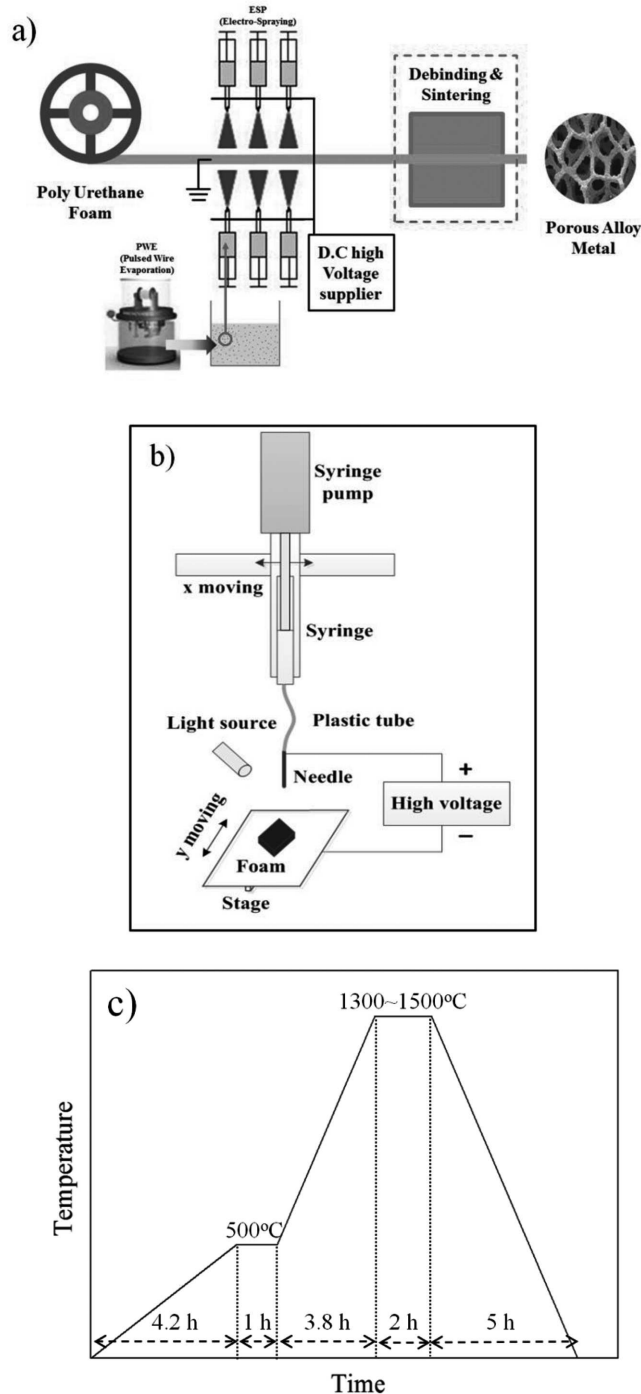 a)
ESP
(Electro-Spraying)
Debinding &
Sintering
Poly Urethane
Foam
Porous Alloy
Metal
PWE
(Pulsed Wire
Evaporation)
D.C high
Voltage
supplier
b)
Syringe
pump
x moving
Syringe
Light source
Plastic tube
Needle
+
High voltage
−
y moving
Foam
Stage
c)
1300~1500°C
500°C
4.2 h
1 h
3.8 h
2 h
5 h
Temperature
Time